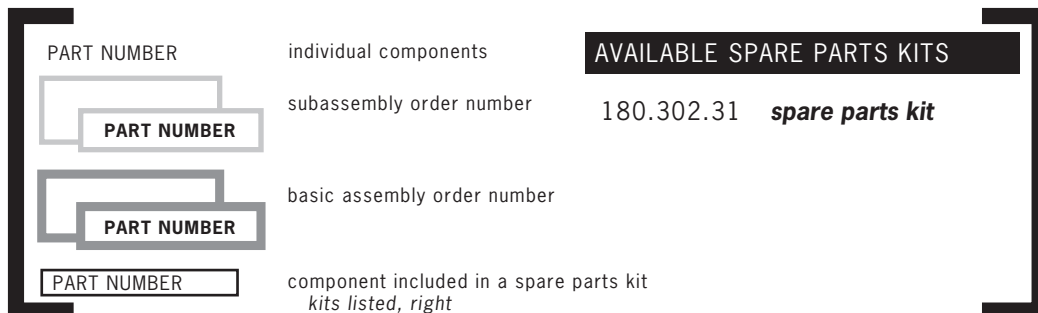 PART NUMBER
individual components
PART NUMBER
subassembly order number
PART NUMBER
basic assembly order number
PART NUMBER
component included in a spare parts kit
kits listed, right
AVAILABLE SPARE PARTS KITS
180.302.31 spare parts kit